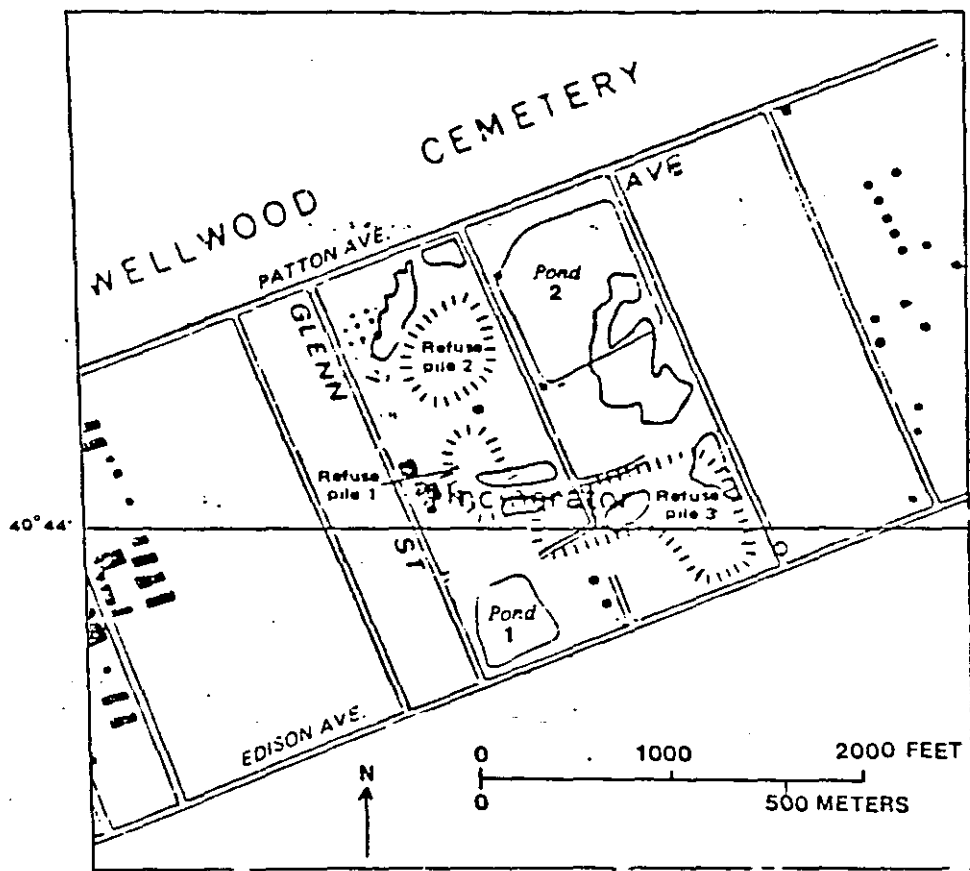 WELLWOOD CEMETERY
PATTON AVE.
AVE
GLENN ST
Pond
2
Refuse
pile 2
Refuse
pile 1
Incinerator
Refuse
pile 3
40°44'
Pond
1
EDISON AVE.
N
0 1000 2000 FEET
0 500 METERS